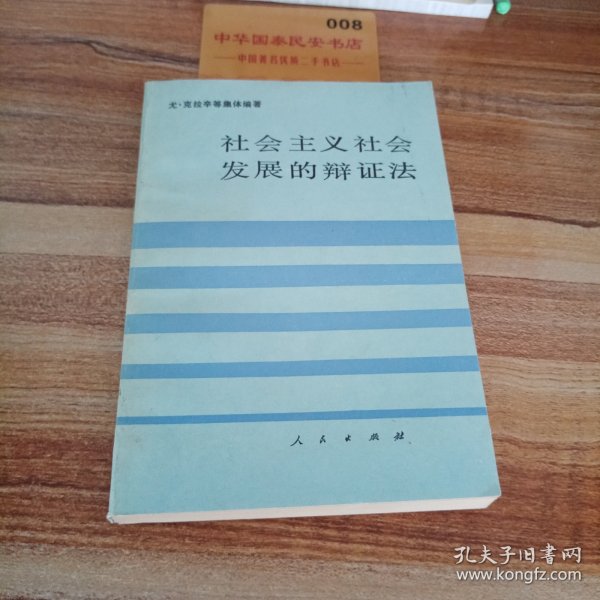 008
中华国泰民安书店
中国著名优质二手书店
尤·克拉辛等集体编著
社会主义社会
发展的辩证法
人民出版社
孔夫子旧书网
www.kongfz.com